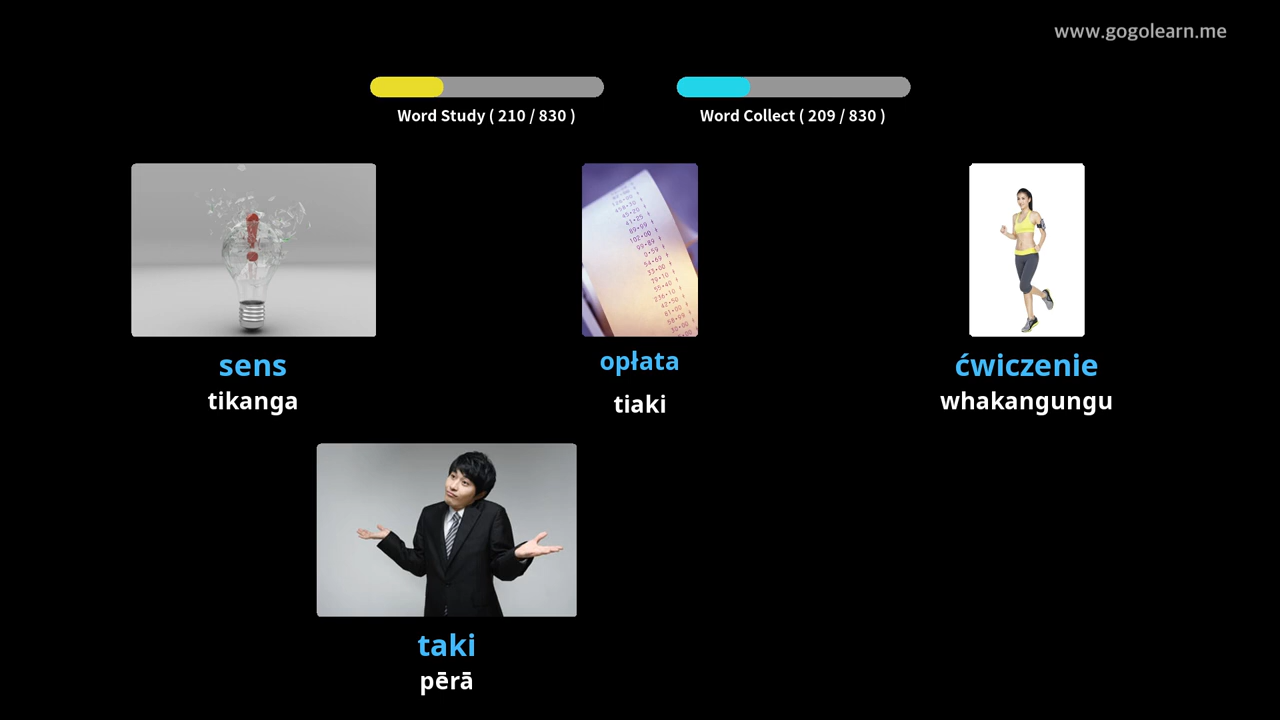 www.gogolearn.me
Word Study ( 210 / 830 )
Word Collect ( 209 / 830 )
sens
tikanga
opłata
tiaki
ćwiczenie
whakangungu
taki
pērā